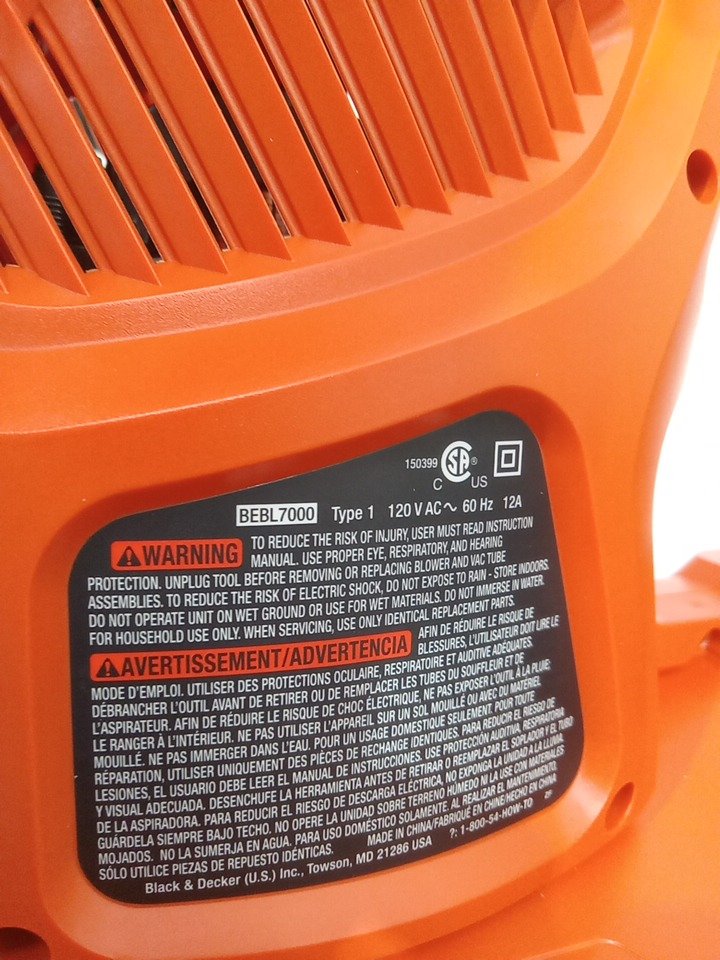 150399 CSA ®
C US
BEBL7000 Type 1 120 V AC ~ 60 Hz 12A
WARNING TO REDUCE THE RISK OF INJURY, USER MUST READ INSTRUCTION
MANUAL. USE PROPER EYE, RESPIRATORY, AND HEARING
PROTECTION. UNPLUG TOOL BEFORE REMOVING OR REPLACING BLOWER AND VAC TUBE
ASSEMBLIES. TO REDUCE THE RISK OF ELECTRIC SHOCK, DO NOT EXPOSE TO RAIN - STORE INDOORS.
DO NOT OPERATE UNIT ON WET GROUND OR USE FOR WET MATERIALS. DO NOT IMMERSE IN WATER.
FOR HOUSEHOLD USE ONLY. WHEN SERVICING, USE ONLY IDENTICAL REPLACEMENT PARTS.
AVERTISSEMENT/ADVERTENCIA AFIN DE RÉDUIRE LE RISQUE DE
BLESSURES, L'UTILISATEUR DOIT LIRE LE
MODE D'EMPLOI. UTILISER DES PROTECTIONS OCULAIRE, RESPIRATOIRE ET AUDITIVE ADÉQUATES.
DÉBRANCHER L'OUTIL AVANT DE RETIRER OU DE REMPLACER LES TUBES DU SOUFFLEUR ET DE
L'ASPIRATEUR. AFIN DE RÉDUIRE LE RISQUE DE CHOC ÉLECTRIQUE, NE PAS EXPOSER L'OUTIL À LA PLUIE;
LE RANGER À L'INTÉRIEUR. NE PAS UTILISER L'APPAREIL SUR UN SOL MOUILLÉ OU AVEC DU MATÉRIEL
MOUILLÉ. NE PAS IMMERGER DANS L'EAU. POUR UN USAGE DOMESTIQUE SEULEMENT. POUR TOUTE
RÉPARATION, UTILISER UNIQUEMENT DES PIÈCES DE RECHANGE IDENTIQUES. PARA REDUCIR EL RIESGO DE
LESIONES, EL USUARIO DEBE LEER EL MANUAL DE INSTRUCCIONES. USE PROTECCIÓN AUDITIVA, RESPIRATORIA
Y VISUAL ADECUADA. DESENCHUFE LA HERRAMIENTA ANTES DE RETIRAR O REEMPLAZAR EL SOPLADOR Y EL TUBO
DE LA ASPIRADORA. PARA REDUCIR EL RIESGO DE DESCARGA ELÉCTRICA, NO EXPONGA LA UNIDAD A LA LLUVIA.
GUÁRDELA SIEMPRE BAJO TECHO. NO OPERE LA UNIDAD SOBRE TERRENO HÚMEDO NI LA USE CON MATERIALES
MOJADOS. NO LA SUMERJA EN AGUA. PARA USO DOMÉSTICO SOLAMENTE. AL REALIZAR EL MANTENIMIENTO,
SÓLO UTILICE PIEZAS DE REPUESTO IDÉNTICAS. MADE IN CHINA/FABRIQUÉ EN CHINE/HECHO EN CHINA
Black & Decker (U.S.) Inc., Towson, MD 21286 USA ?: 1-800-54-HOW-TO